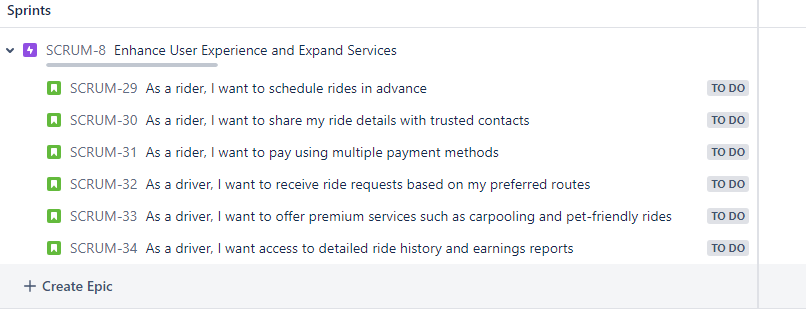 Sprints
SCRUM-8 Enhance User Experience and Expand Services
SCRUM-29 As a rider, I want to schedule rides in advance TO DO
SCRUM-30 As a rider, I want to share my ride details with trusted contacts TO DO
SCRUM-31 As a rider, I want to pay using multiple payment methods TO DO
SCRUM-32 As a driver, I want to receive ride requests based on my preferred routes TO DO
SCRUM-33 As a driver, I want to offer premium services such as carpooling and pet-friendly rides TO DO
SCRUM-34 As a driver, I want access to detailed ride history and earnings reports TO DO
+ Create Epic